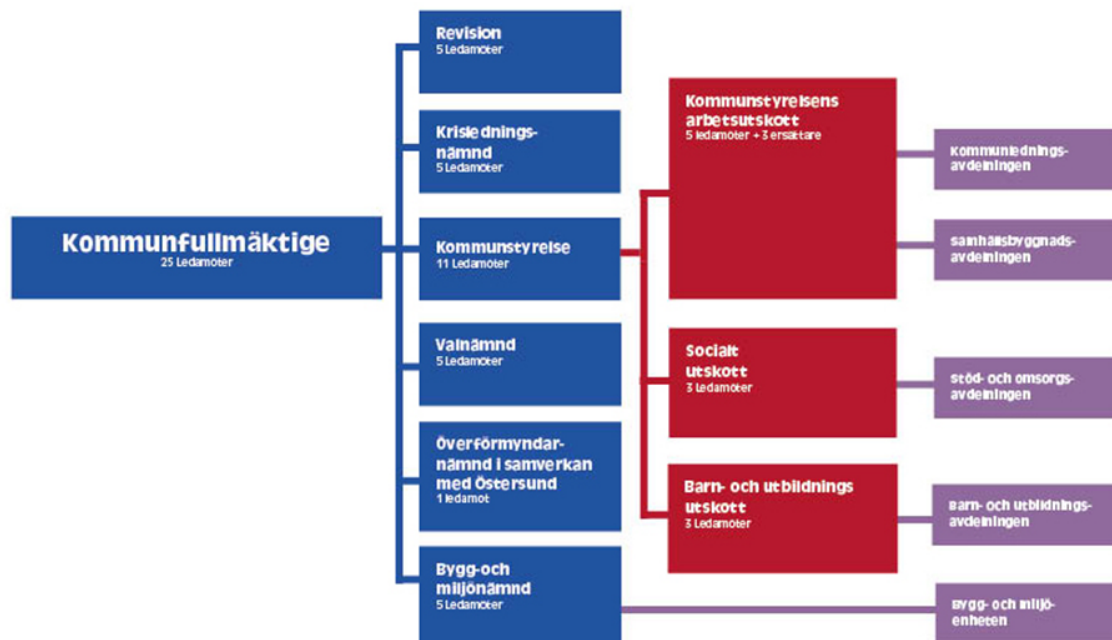 Kommunfullmäktige
25 Ledamöter
Revision
5 Ledamöter
Krislednings-
nämnd
5 Ledamöter
Kommunstyrelse
11 Ledamöter
Valnämnd
5 Ledamöter
Överförmyndar-
nämnd i samverkan
med Östersund
1 ledamot
Bygg-och
miljönämnd
5 Ledamöter
Kommunstyrelsens
arbetsutskott
5 ledamöter + 3 ersättare
Socialt
utskott
3 Ledamöter
Barn- och utbildnings
utskott
3 Ledamöter
Kommunlednings-
avdelningen
Samhällsbyggnads-
avdelningen
Stöd- och omsorgs-
avdelningen
Barn- och utbildnings-
avdelningen
Bygg- och miljö-
enheten